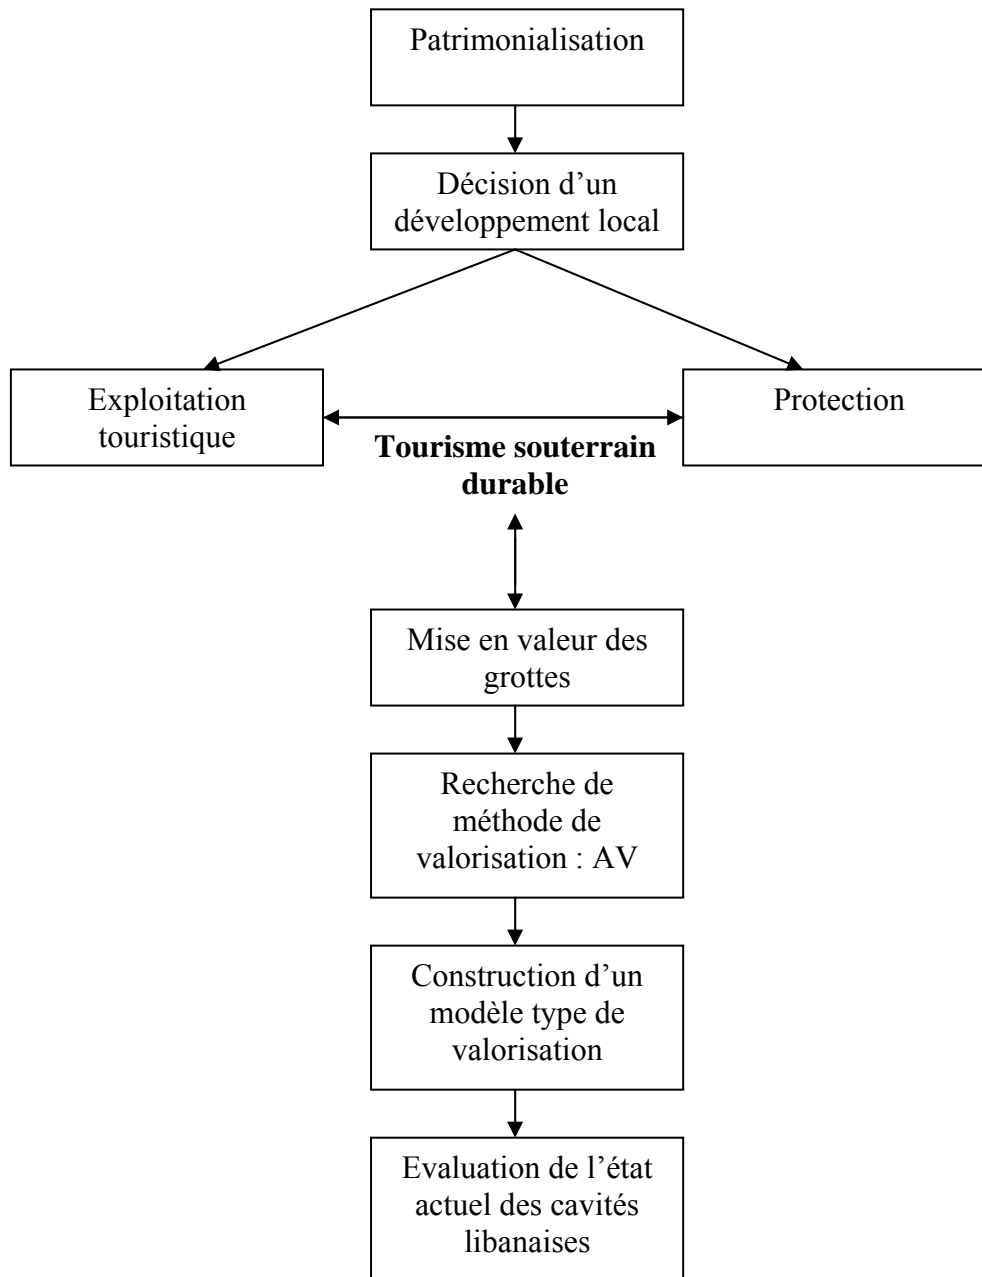 Patrimonialisation
Décision d’un
développement local
Exploitation
touristique
Protection
Tourisme souterrain
durable
Mise en valeur des
grottes
Recherche de
méthode de
valorisation : AV
Construction d’un
modèle type de
valorisation
Evaluation de l’état
actuel des cavités
libanaises